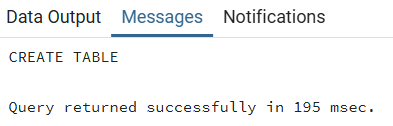 Data Output Messages Notifications
CREATE TABLE
Query returned successfully in 195 msec.